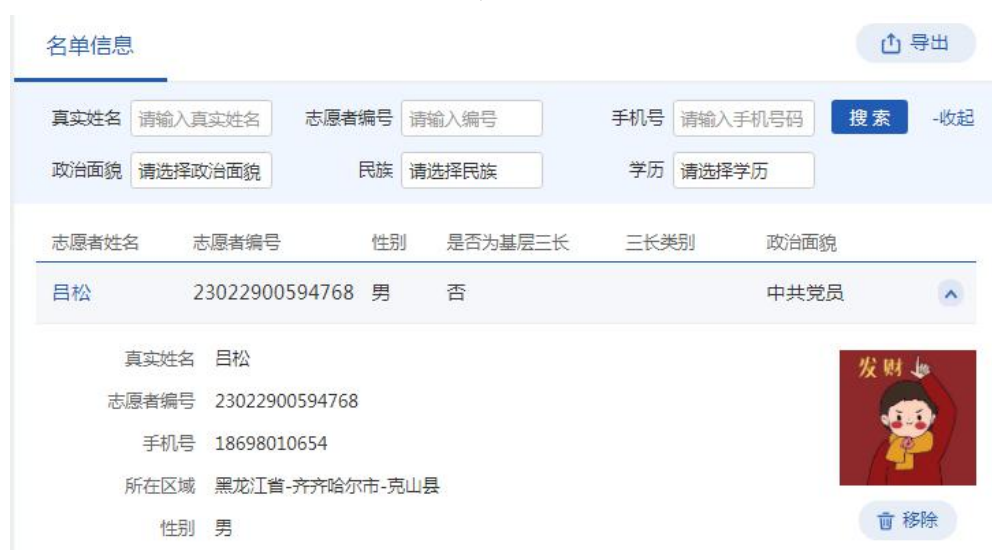 名单信息 导出
真实姓名 请输入真实姓名 志愿者编号 请输入编号 手机号 请输入手机号码 搜索 -收起
政治面貌 请选择政治面貌 民族 请选择民族 学历 请选择学历
志愿者姓名 志愿者编号 性别 是否为基层三长 三长类别 政治面貌
吕松 23022900594768 男 否 中共党员
真实姓名 吕松
发财
志愿者编号 23022900594768
手机号 18698010654
所在区域 黑龙江省-齐齐哈尔市-克山县
性别 男
移除